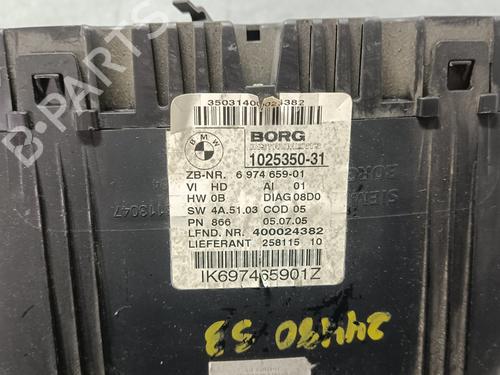 B-PARTS
35031400024382
BMW
BORG
INSTRUMENTS
1025350-31
ZB-NR. 6 974 659-01
VI HD AI 01
HW 0B DIAG 08D0
SW 4A.51.03 COD 05
PN 866 05.07.05
LFND. NR. 400024382
LIEFERANT 258115 10
IK697465901Z